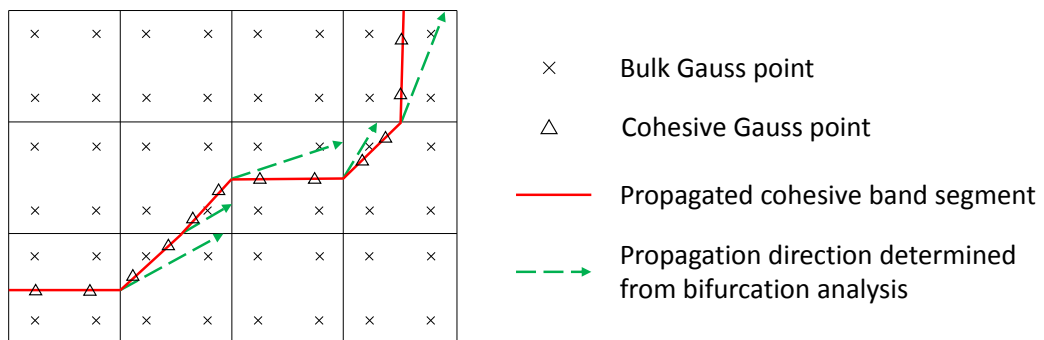 Bulk Gauss point
Cohesive Gauss point
Propagated cohesive band segment
Propagation direction determined
from bifurcation analysis